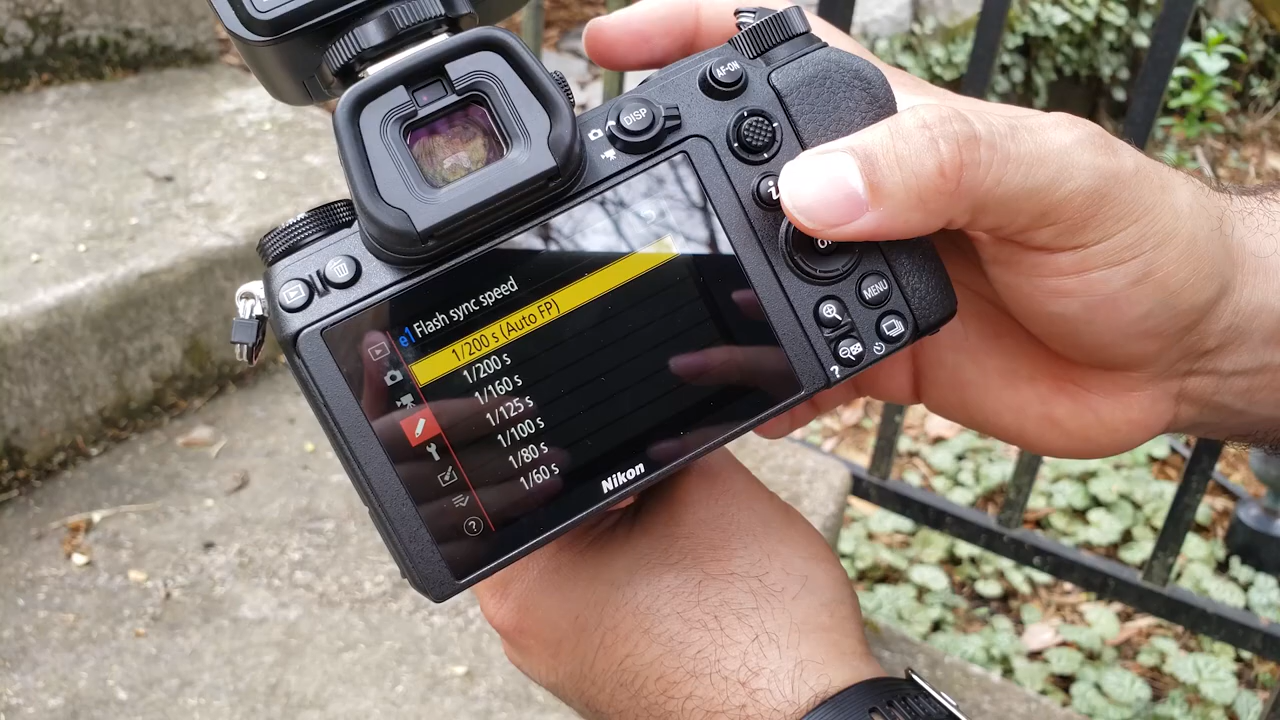 AF-ON
DISP
i
OK
MENU
?
e1 Flash sync speed
1/200 s (Auto FP)
1/200 s
1/160 s
1/125 s
1/100 s
1/80 s
1/60 s
?
Nikon